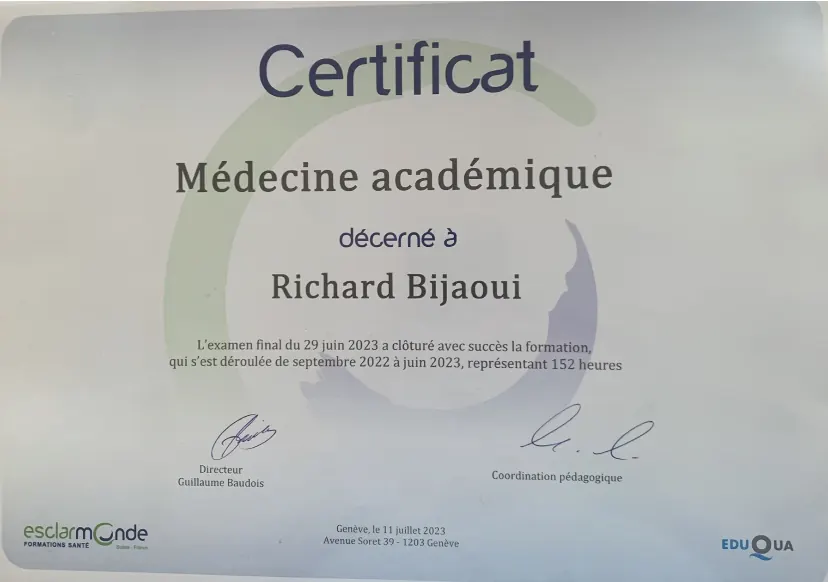 Certificat
Médecine académique
décerné à
Richard Bijaoui
L'examen final du 29 juin 2023 a clôturé avec succès la formation,
qui s'est déroulée de septembre 2022 à juin 2023, représentant 152 heures
Directeur
Guillaume Baudois
Coordination pédagogique
esclarmonde
FORMATIONS SANTÉ
Suisse - France
Genève, le 11 juillet 2023
Avenue Soret 39 - 1203 Genève
EDUQUA